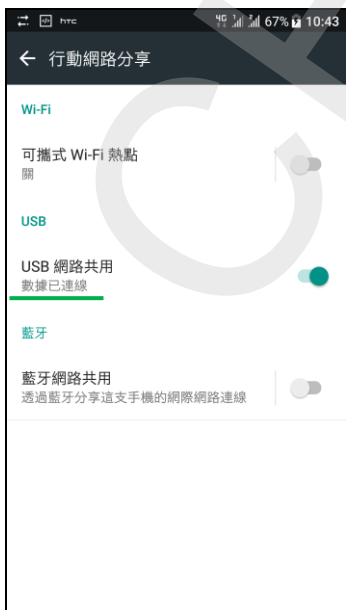 hTC 4G 67% 10:43
行動網路分享
Wi-Fi
可攜式 Wi-Fi 熱點
關
USB
USB 網路共用
數據已連線
藍牙
藍牙網路共用
透過藍牙分享這支手機的網際網路連線